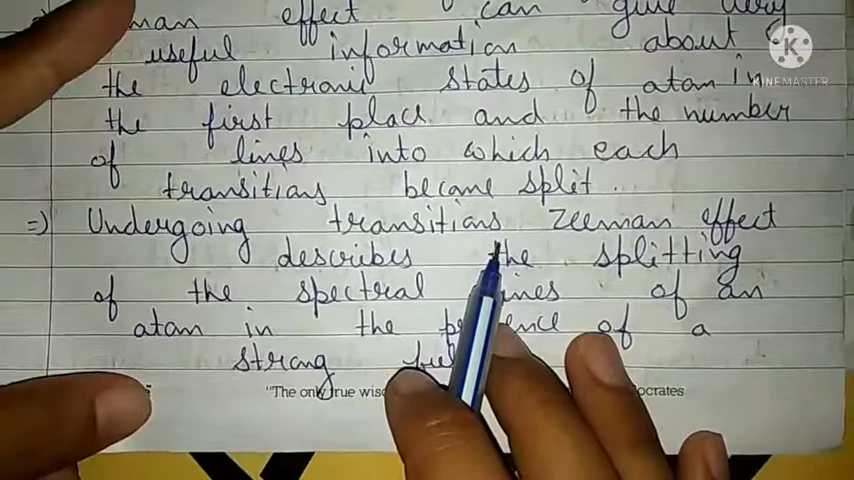 man effect can give very
useful information about
the electronic states of atom in
the first place and the number
of lines into which each
transitions became split.
=) Undergoing transitions zeeman effect
describes the splitting
of the spectral lines of an
atom in the presence of a
strong
"The only true wis ocrates
KINEMASTER